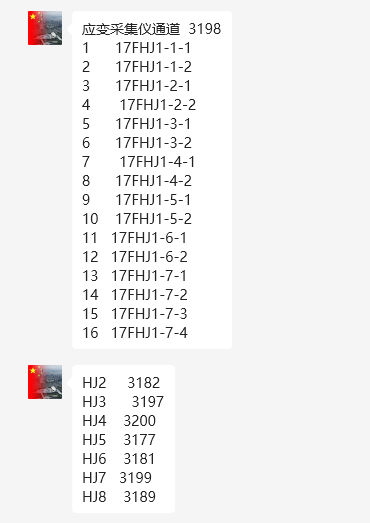 应变采集仪通道  3198
1      17FHJ1-1-1
2      17FHJ1-1-2
3      17FHJ1-2-1
4       17FHJ1-2-2
5      17FHJ1-3-1
6      17FHJ1-3-2
7       17FHJ1-4-1
8      17FHJ1-4-2
9      17FHJ1-5-1
10    17FHJ1-5-2
11   17FHJ1-6-1
12   17FHJ1-6-2
13   17FHJ1-7-1
14   17FHJ1-7-2
15   17FHJ1-7-3
16   17FHJ1-7-4
HJ2     3182
HJ3      3197
HJ4    3200
HJ5    3177
HJ6    3181
HJ7   3199
HJ8    3189